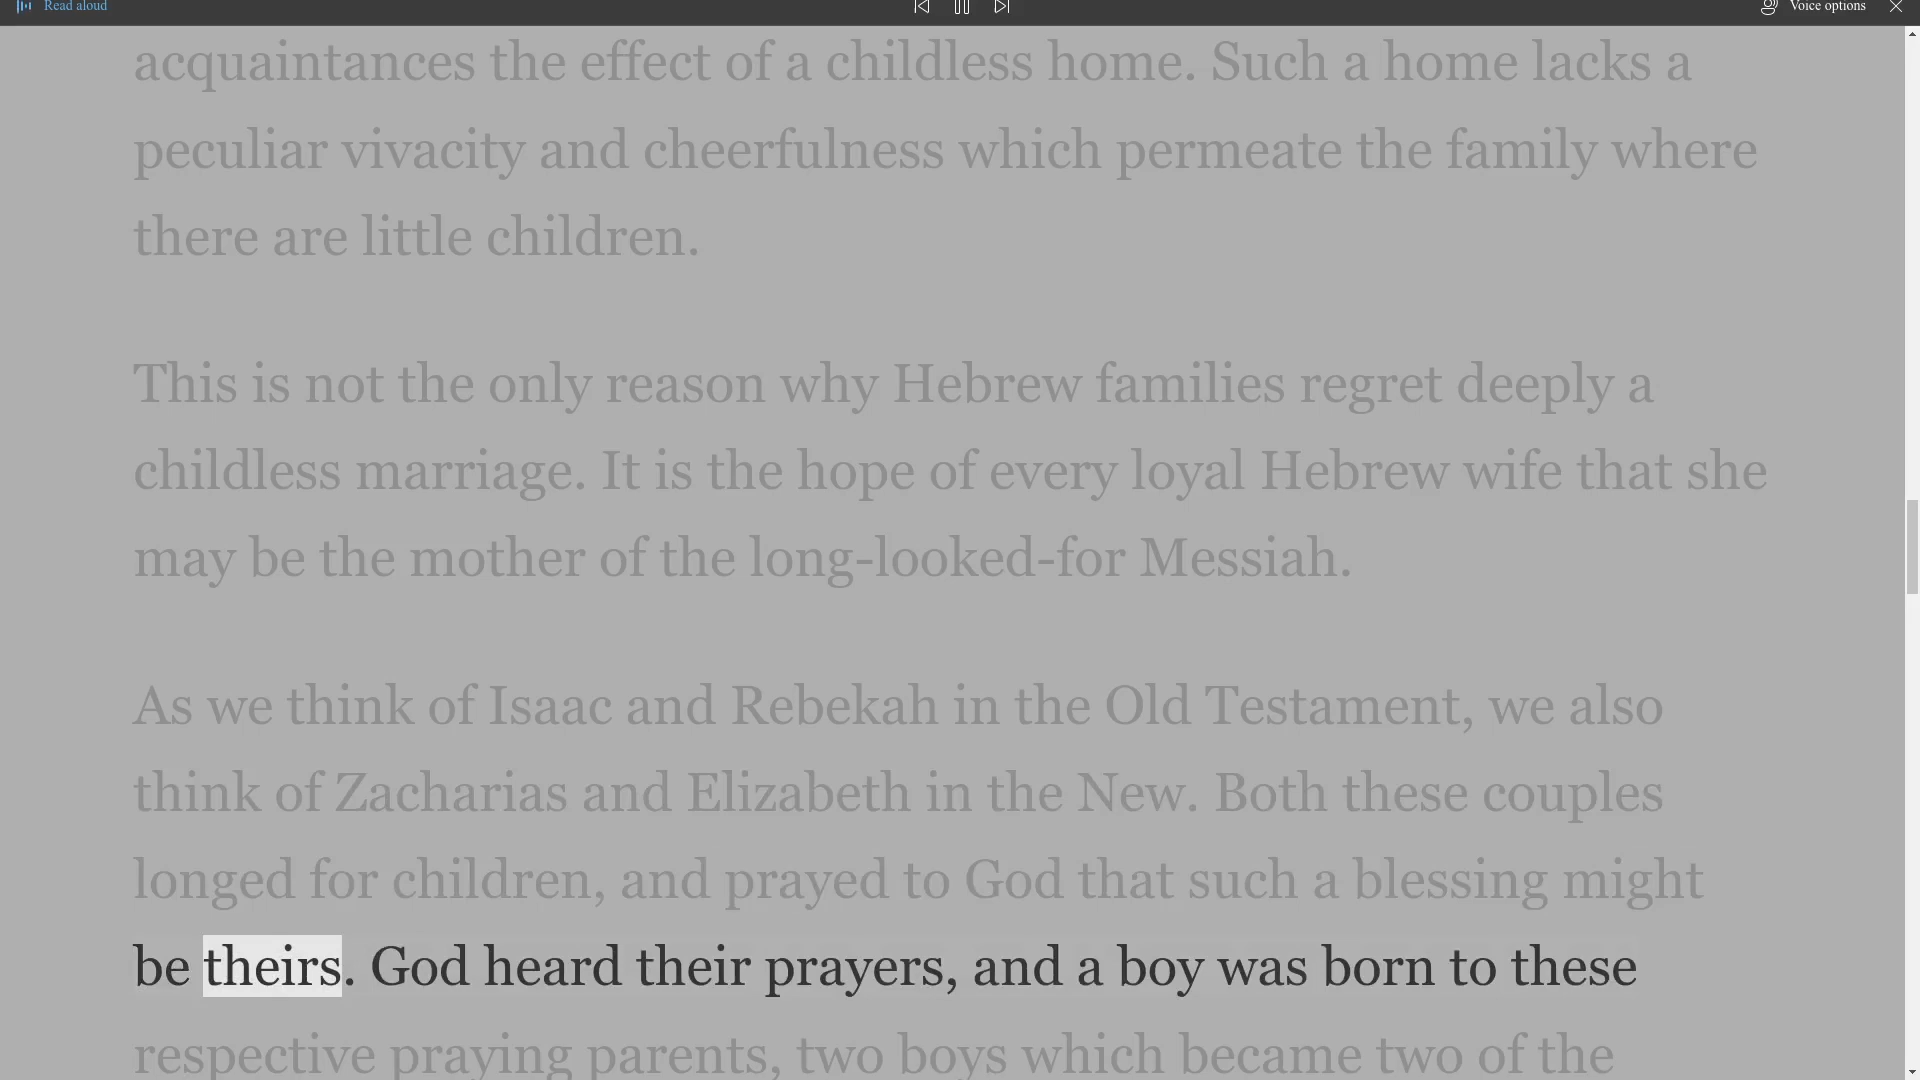 Read aloud
Voice options
acquaintances the effect of a childless home. Such a home lacks a
peculiar vivacity and cheerfulness which permeate the family where
there are little children.
This is not the only reason why Hebrew families regret deeply a
childless marriage. It is the hope of every loyal Hebrew wife that she
may be the mother of the long-looked-for Messiah.
As we think of Isaac and Rebekah in the Old Testament, we also
think of Zacharias and Elizabeth in the New. Both these couples
longed for children, and prayed to God that such a blessing might
be theirs. God heard their prayers, and a boy was born to these
respective praying parents, two boys which became two of the